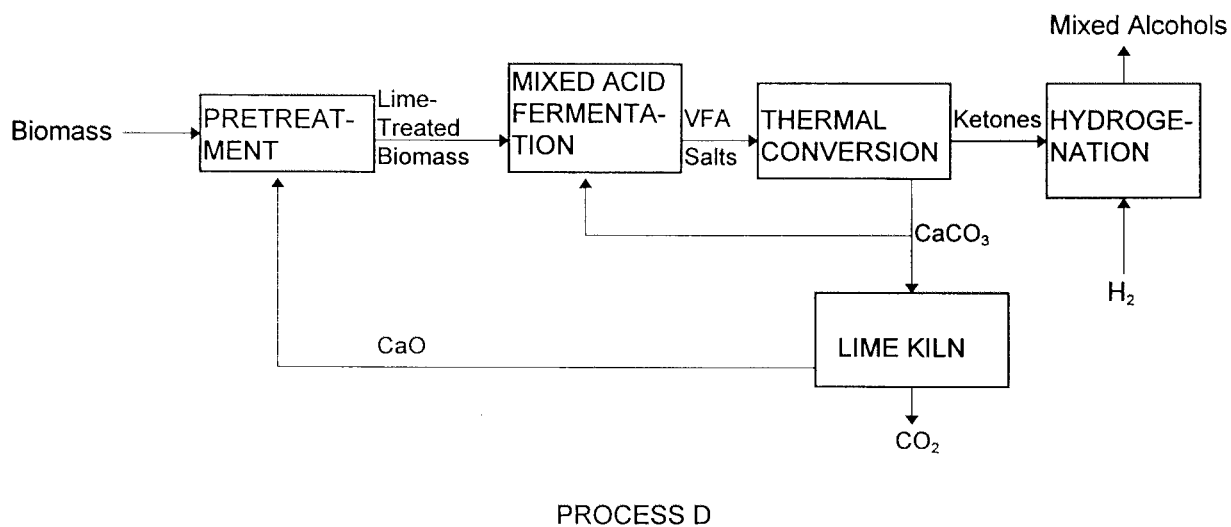 Mixed Alcohols
Biomass
PRETREAT-
MENT
Lime-
Treated
Biomass
MIXED ACID
FERMENTA-
TION
VFA
Salts
THERMAL
CONVERSION
Ketones
HYDROGE-
NATION
CaCO₃
H₂
LIME KILN
CaO
CO₂
PROCESS D